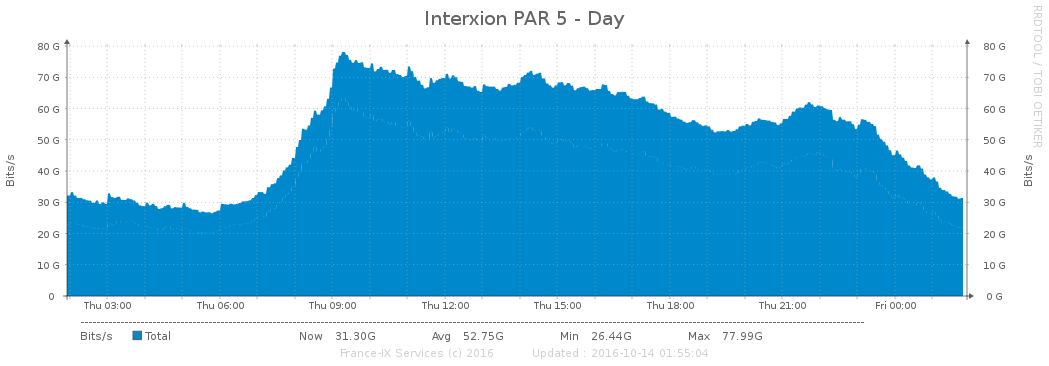 Interxion PAR 5 - Day
RRDTOOL / TOBI OETIKER
Bits/s
80 G 80 G
70 G 70 G
60 G 60 G
50 G 50 G
40 G 40 G
30 G 30 G
20 G 20 G
10 G 10 G
0 0 G
Bits/s
Thu 03:00 Thu 06:00 Thu 09:00 Thu 12:00 Thu 15:00 Thu 18:00 Thu 21:00 Fri 00:00
Bits/s Total Now 31.30G Avg 52.75G Min 26.44G Max 77.99G
France-IX Services (c) 2016 Updated : 2016-10-14 01:55:04